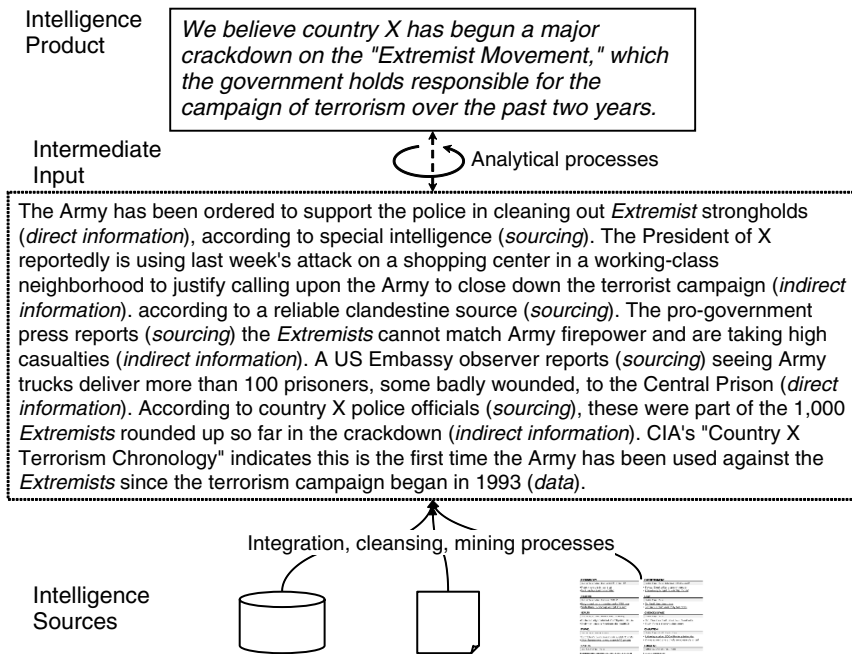 Intelligence
Product
We believe country X has begun a major
crackdown on the "Extremist Movement," which
the government holds responsible for the
campaign of terrorism over the past two years.
Intermediate
Input
Analytical processes
The Army has been ordered to support the police in cleaning out Extremist strongholds
(direct information), according to special intelligence (sourcing). The President of X
reportedly is using last week's attack on a shopping center in a working-class
neighborhood to justify calling upon the Army to close down the terrorist campaign (indirect
information). according to a reliable clandestine source (sourcing). The pro-government
press reports (sourcing) the Extremists cannot match Army firepower and are taking high
casualties (indirect information). A US Embassy observer reports (sourcing) seeing Army
trucks deliver more than 100 prisoners, some badly wounded, to the Central Prison (direct
information). According to country X police officials (sourcing), these were part of the 1,000
Extremists rounded up so far in the crackdown (indirect information). CIA's "Country X
Terrorism Chronology" indicates this is the first time the Army has been used against the
Extremists since the terrorism campaign began in 1993 (data).
Integration, cleansing, mining processes
Intelligence
Sources